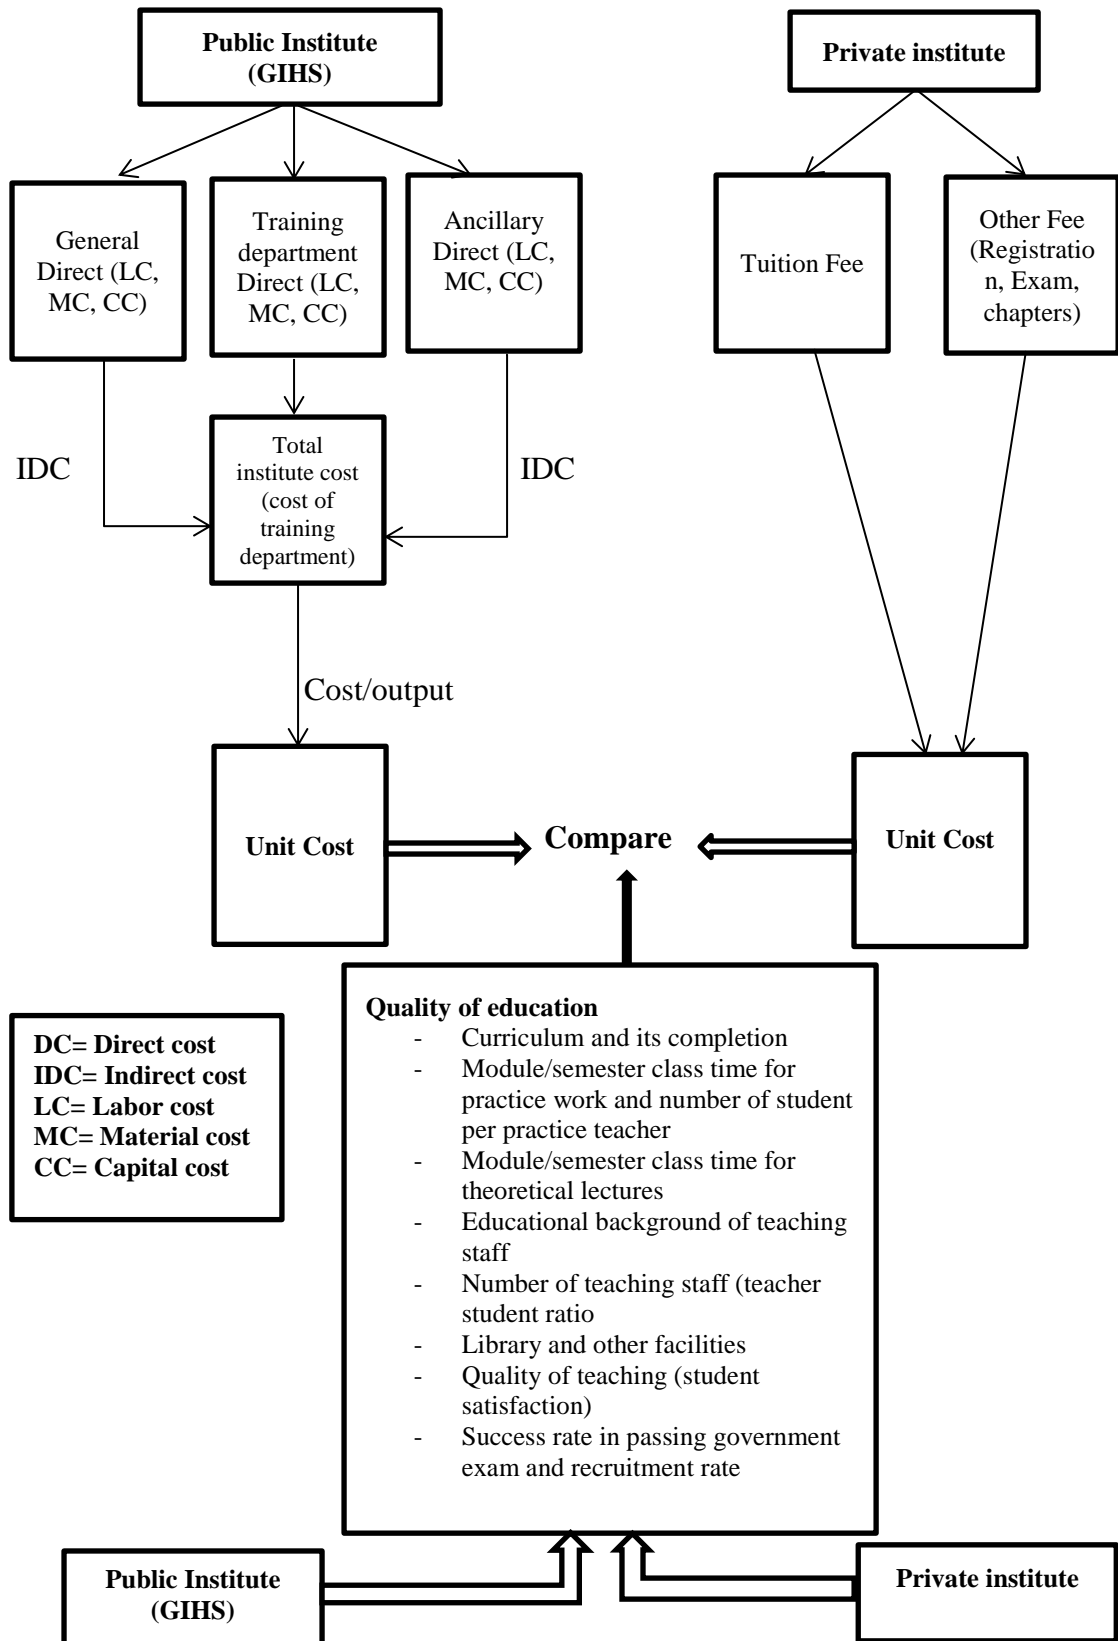 Public Institute
(GIHS)
Private institute
General
Direct (LC,
MC, CC)
Training
department
Direct (LC,
MC, CC)
Ancillary
Direct (LC,
MC, CC)
Tuition Fee
Other Fee
(Registratio
n, Exam,
chapters)
IDC
Total
institute cost
(cost of
training
department)
IDC
Cost/output
Unit Cost
Compare
Unit Cost
DC= Direct cost
IDC= Indirect cost
LC= Labor cost
MC= Material cost
CC= Capital cost
Quality of education
- Curriculum and its completion
- Module/semester class time for
practice work and number of student
per practice teacher
- Module/semester class time for
theoretical lectures
- Educational background of teaching
staff
- Number of teaching staff (teacher
student ratio
- Library and other facilities
- Quality of teaching (student
satisfaction)
- Success rate in passing government
exam and recruitment rate
Public Institute
(GIHS)
Private institute